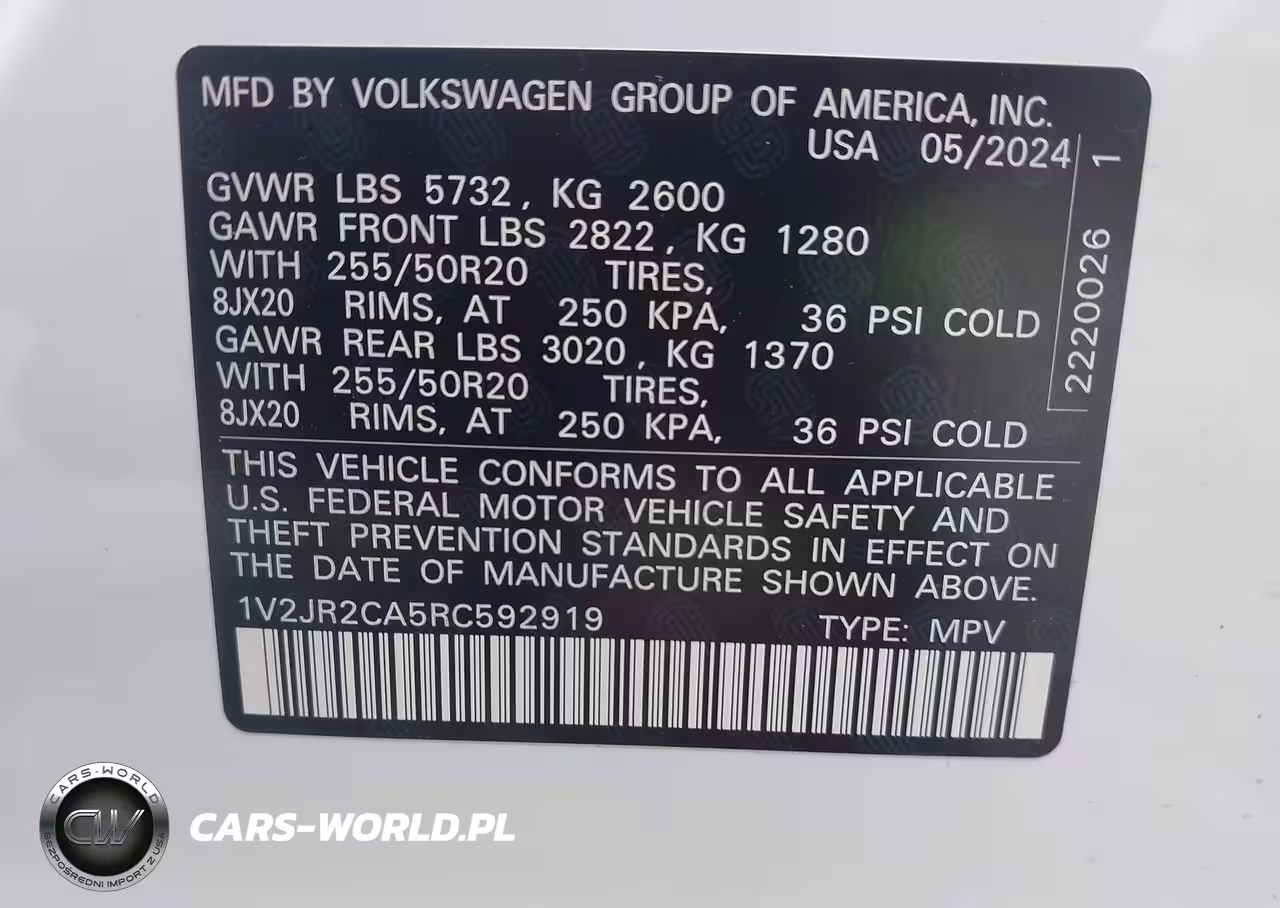 MFD BY VOLKSWAGEN GROUP OF AMERICA, INC.
USA 05/2024
GVWR LBS 5732, KG 2600
GAWR FRONT LBS 2822, KG 1280
WITH 255/50R20 TIRES,
8JX20 RIMS, AT 250 KPA, 36 PSI COLD
GAWR REAR LBS 3020, KG 1370
WITH 255/50R20 TIRES,
8JX20 RIMS, AT 250 KPA, 36 PSI COLD
2220026 1
THIS VEHICLE CONFORMS TO ALL APPLICABLE
U.S. FEDERAL MOTOR VEHICLE SAFETY AND
THEFT PREVENTION STANDARDS IN EFFECT ON
THE DATE OF MANUFACTURE SHOWN ABOVE.
1V2JR2CA5RC592919 TYPE: MPV
CARS-WORLD
CW
BEZPOŚREDNI IMPORT Z USA
CARS-WORLD.PL